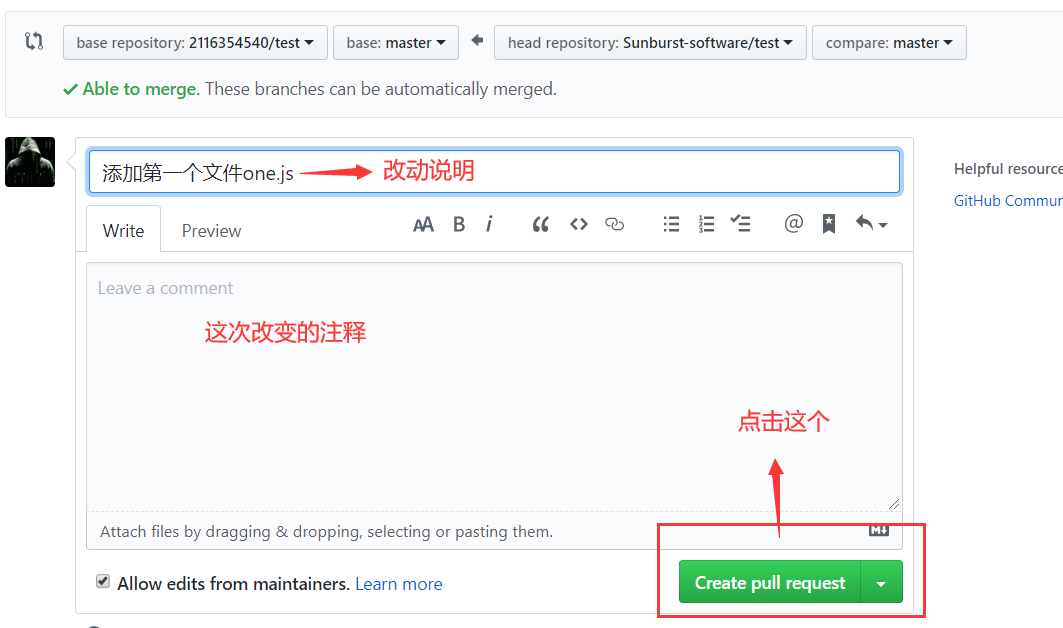 base repository: 2116354540/test base: master head repository: Sunburst-software/test compare: master
Able to merge. These branches can be automatically merged.
添加第一个文件one.js 改动说明
Helpful resource
GitHub Commun
Write Preview AA B i @
Leave a comment
这次改变的注释
点击这个
Attach files by dragging & dropping, selecting or pasting them. M
Allow edits from maintainers. Learn more Create pull request